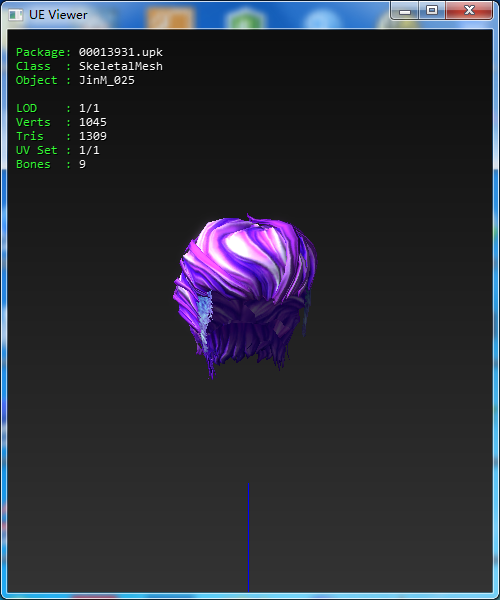 UE Viewer
Package: 00013931.upk
Class : SkeletalMesh
Object : JinM_025
LOD : 1/1
Verts : 1045
Tris : 1309
UV Set : 1/1
Bones : 9